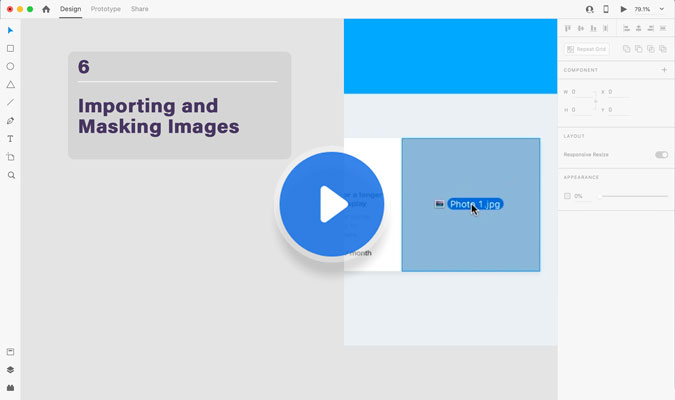 Design Prototype Share 79.1%
6
Importing and
Masking Images
Photo 1.jpg
month
Repeat Grid
COMPONENT
W 0 X 0
H 0 Y 0
LAYOUT
Responsive Resize
APPEARANCE
0%